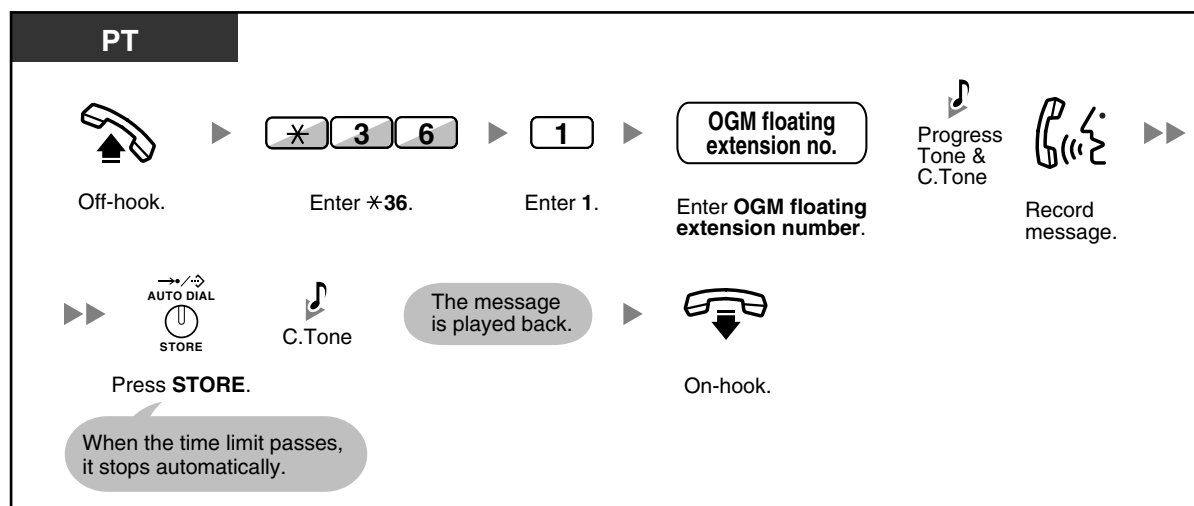 PT
✳ 3 6
1
OGM floating
extension no.
Progress
Tone &
C.Tone
Off-hook.
Enter ✳36.
Enter 1.
Enter OGM floating
extension number.
Record
message.
AUTO DIAL
STORE
C.Tone
The message
is played back.
Press STORE.
On-hook.
When the time limit passes,
it stops automatically.